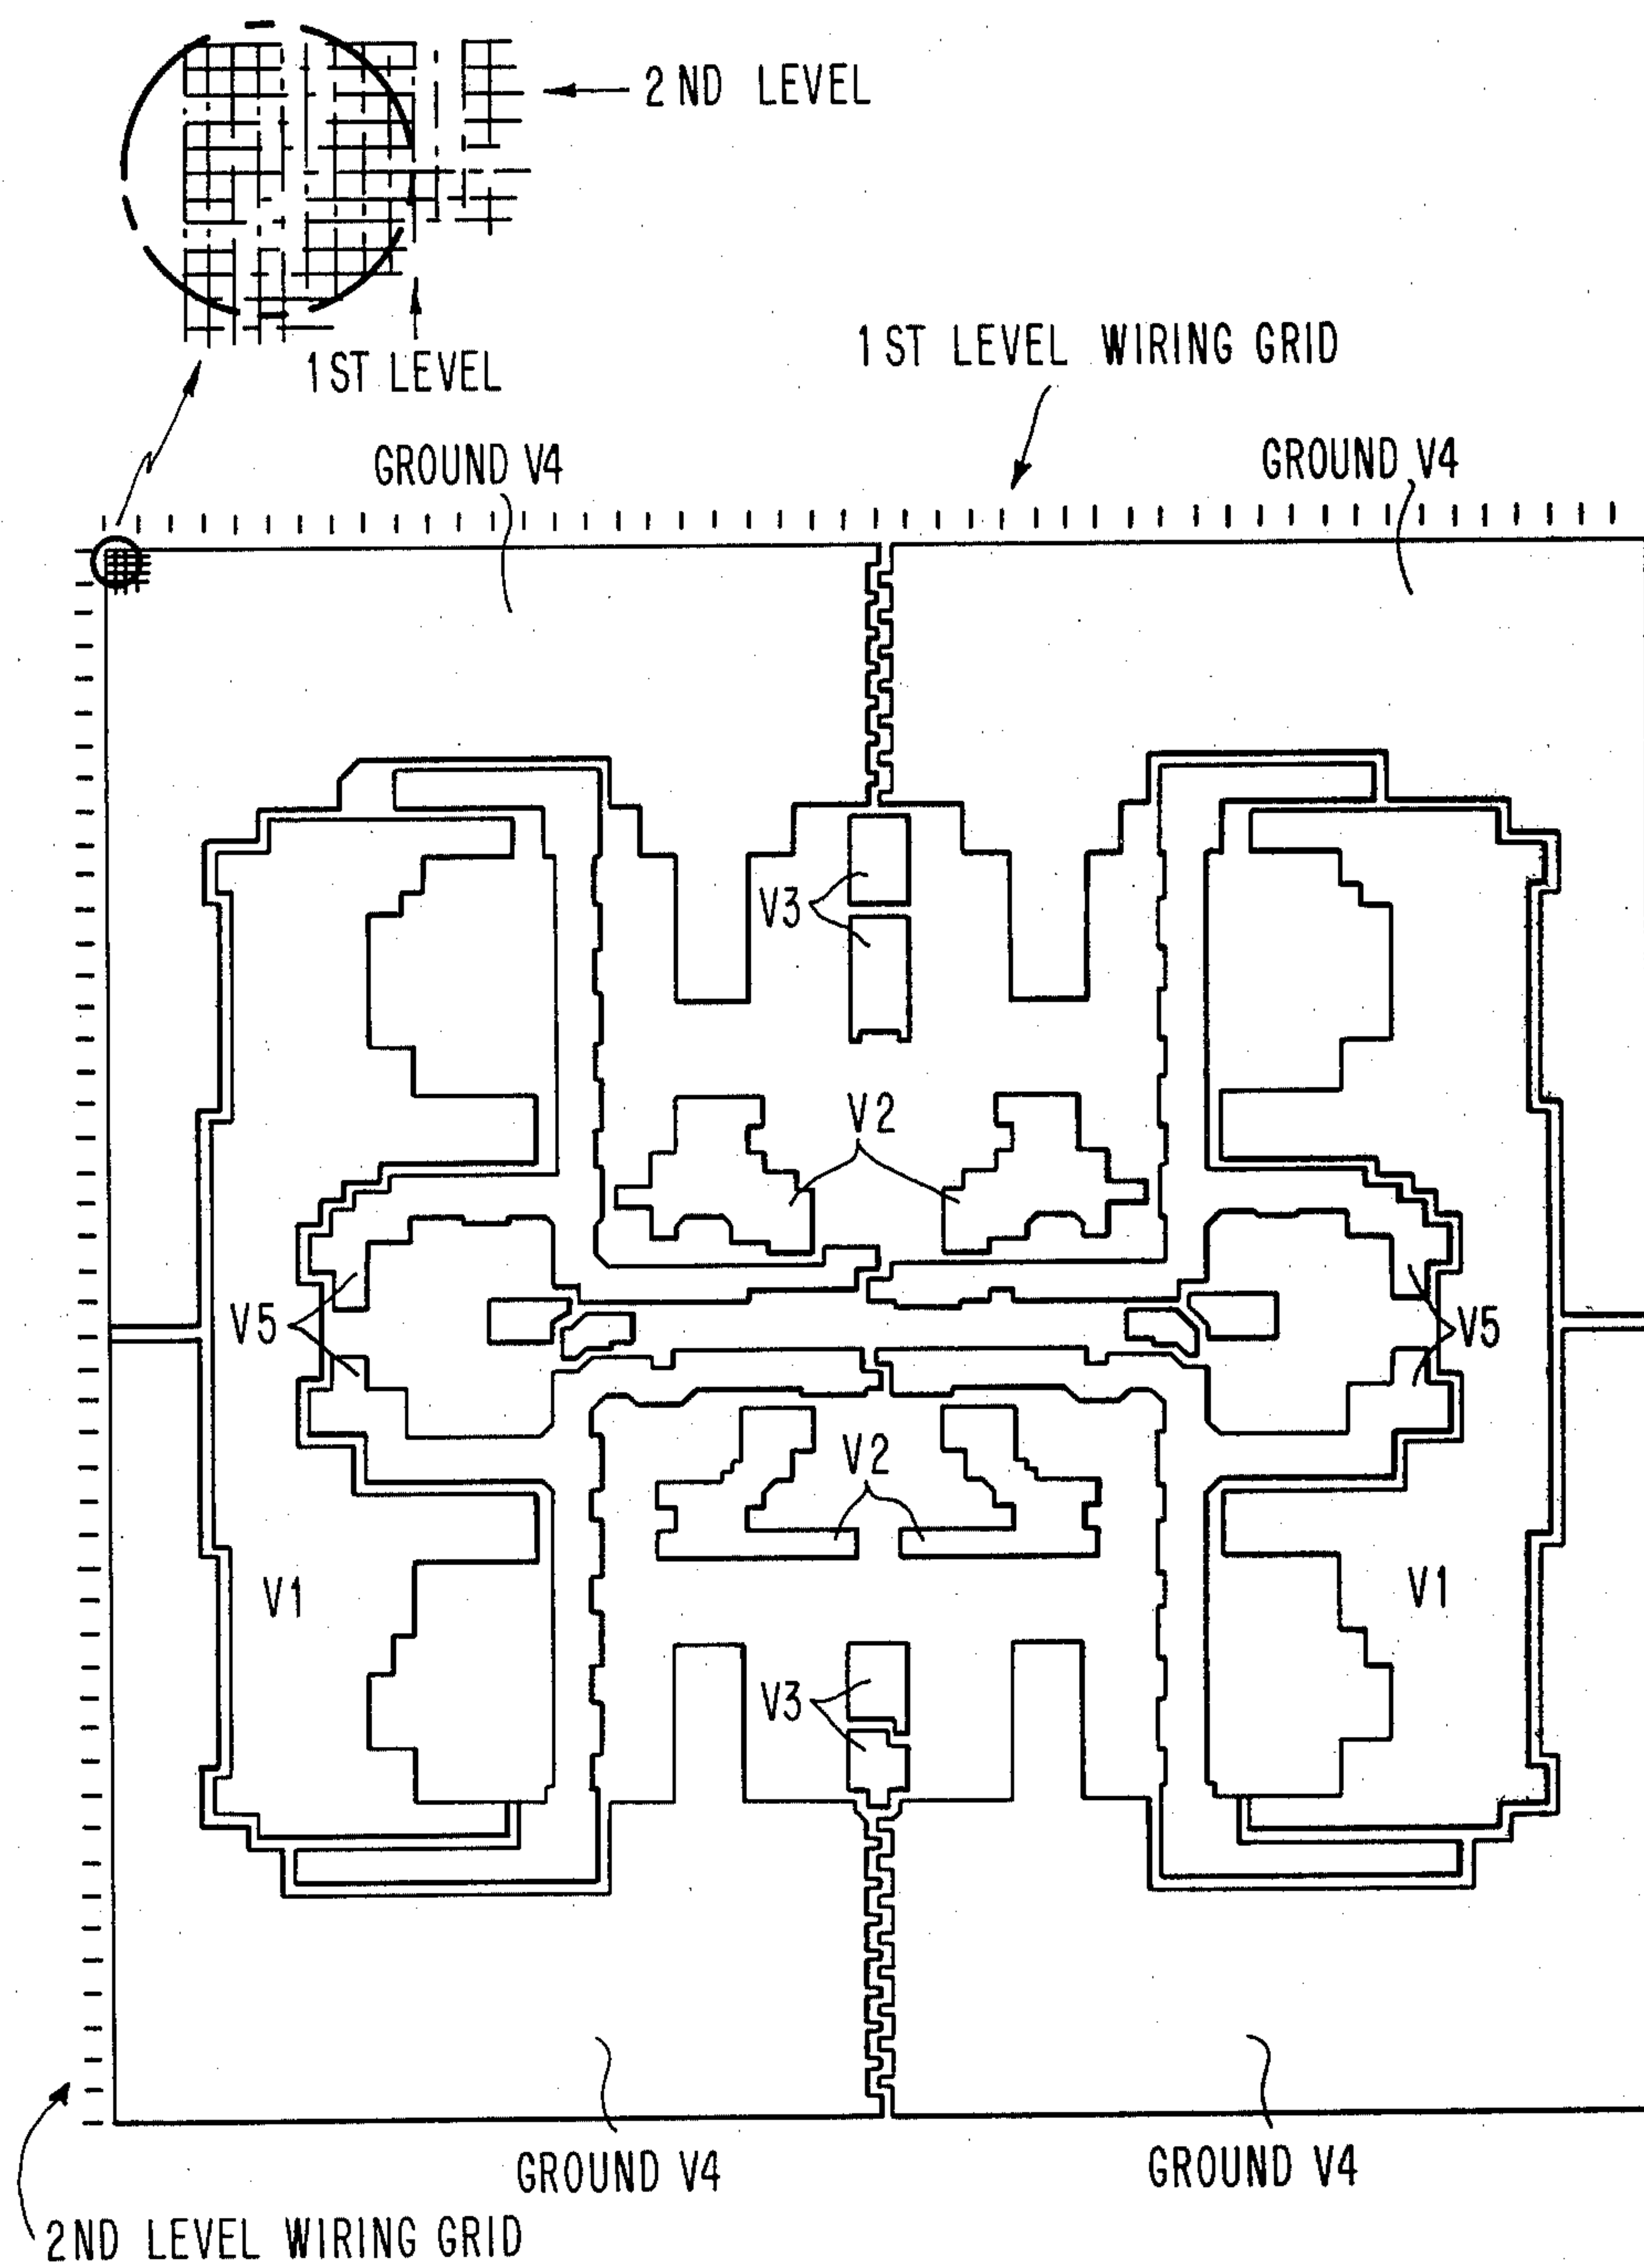 2ND LEVEL
1ST LEVEL
1ST LEVEL WIRING GRID
GROUND V4
GROUND V4
V3
V2
V5
V5
V2
V1
V1
V3
GROUND V4
GROUND V4
2ND LEVEL WIRING GRID